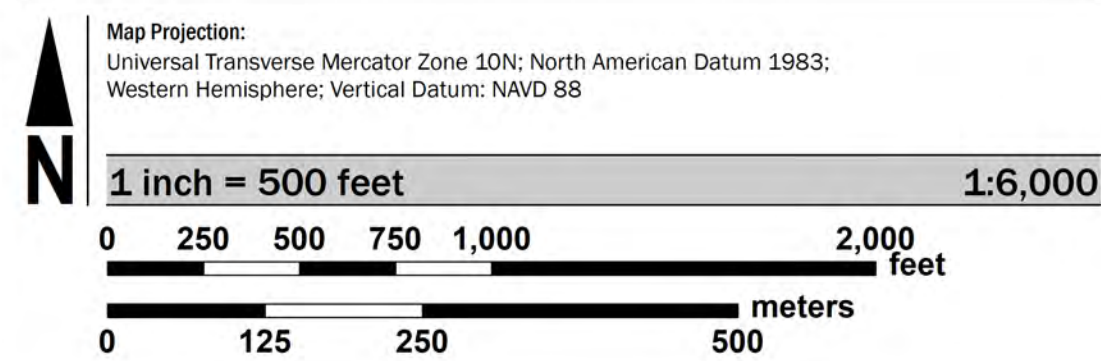 Map Projection:
Universal Transverse Mercator Zone 10N; North American Datum 1983;
Western Hemisphere; Vertical Datum: NAVD 88
N
1 inch = 500 feet 1:6,000
0 250 500 750 1,000 2,000
feet
meters
0 125 250 500